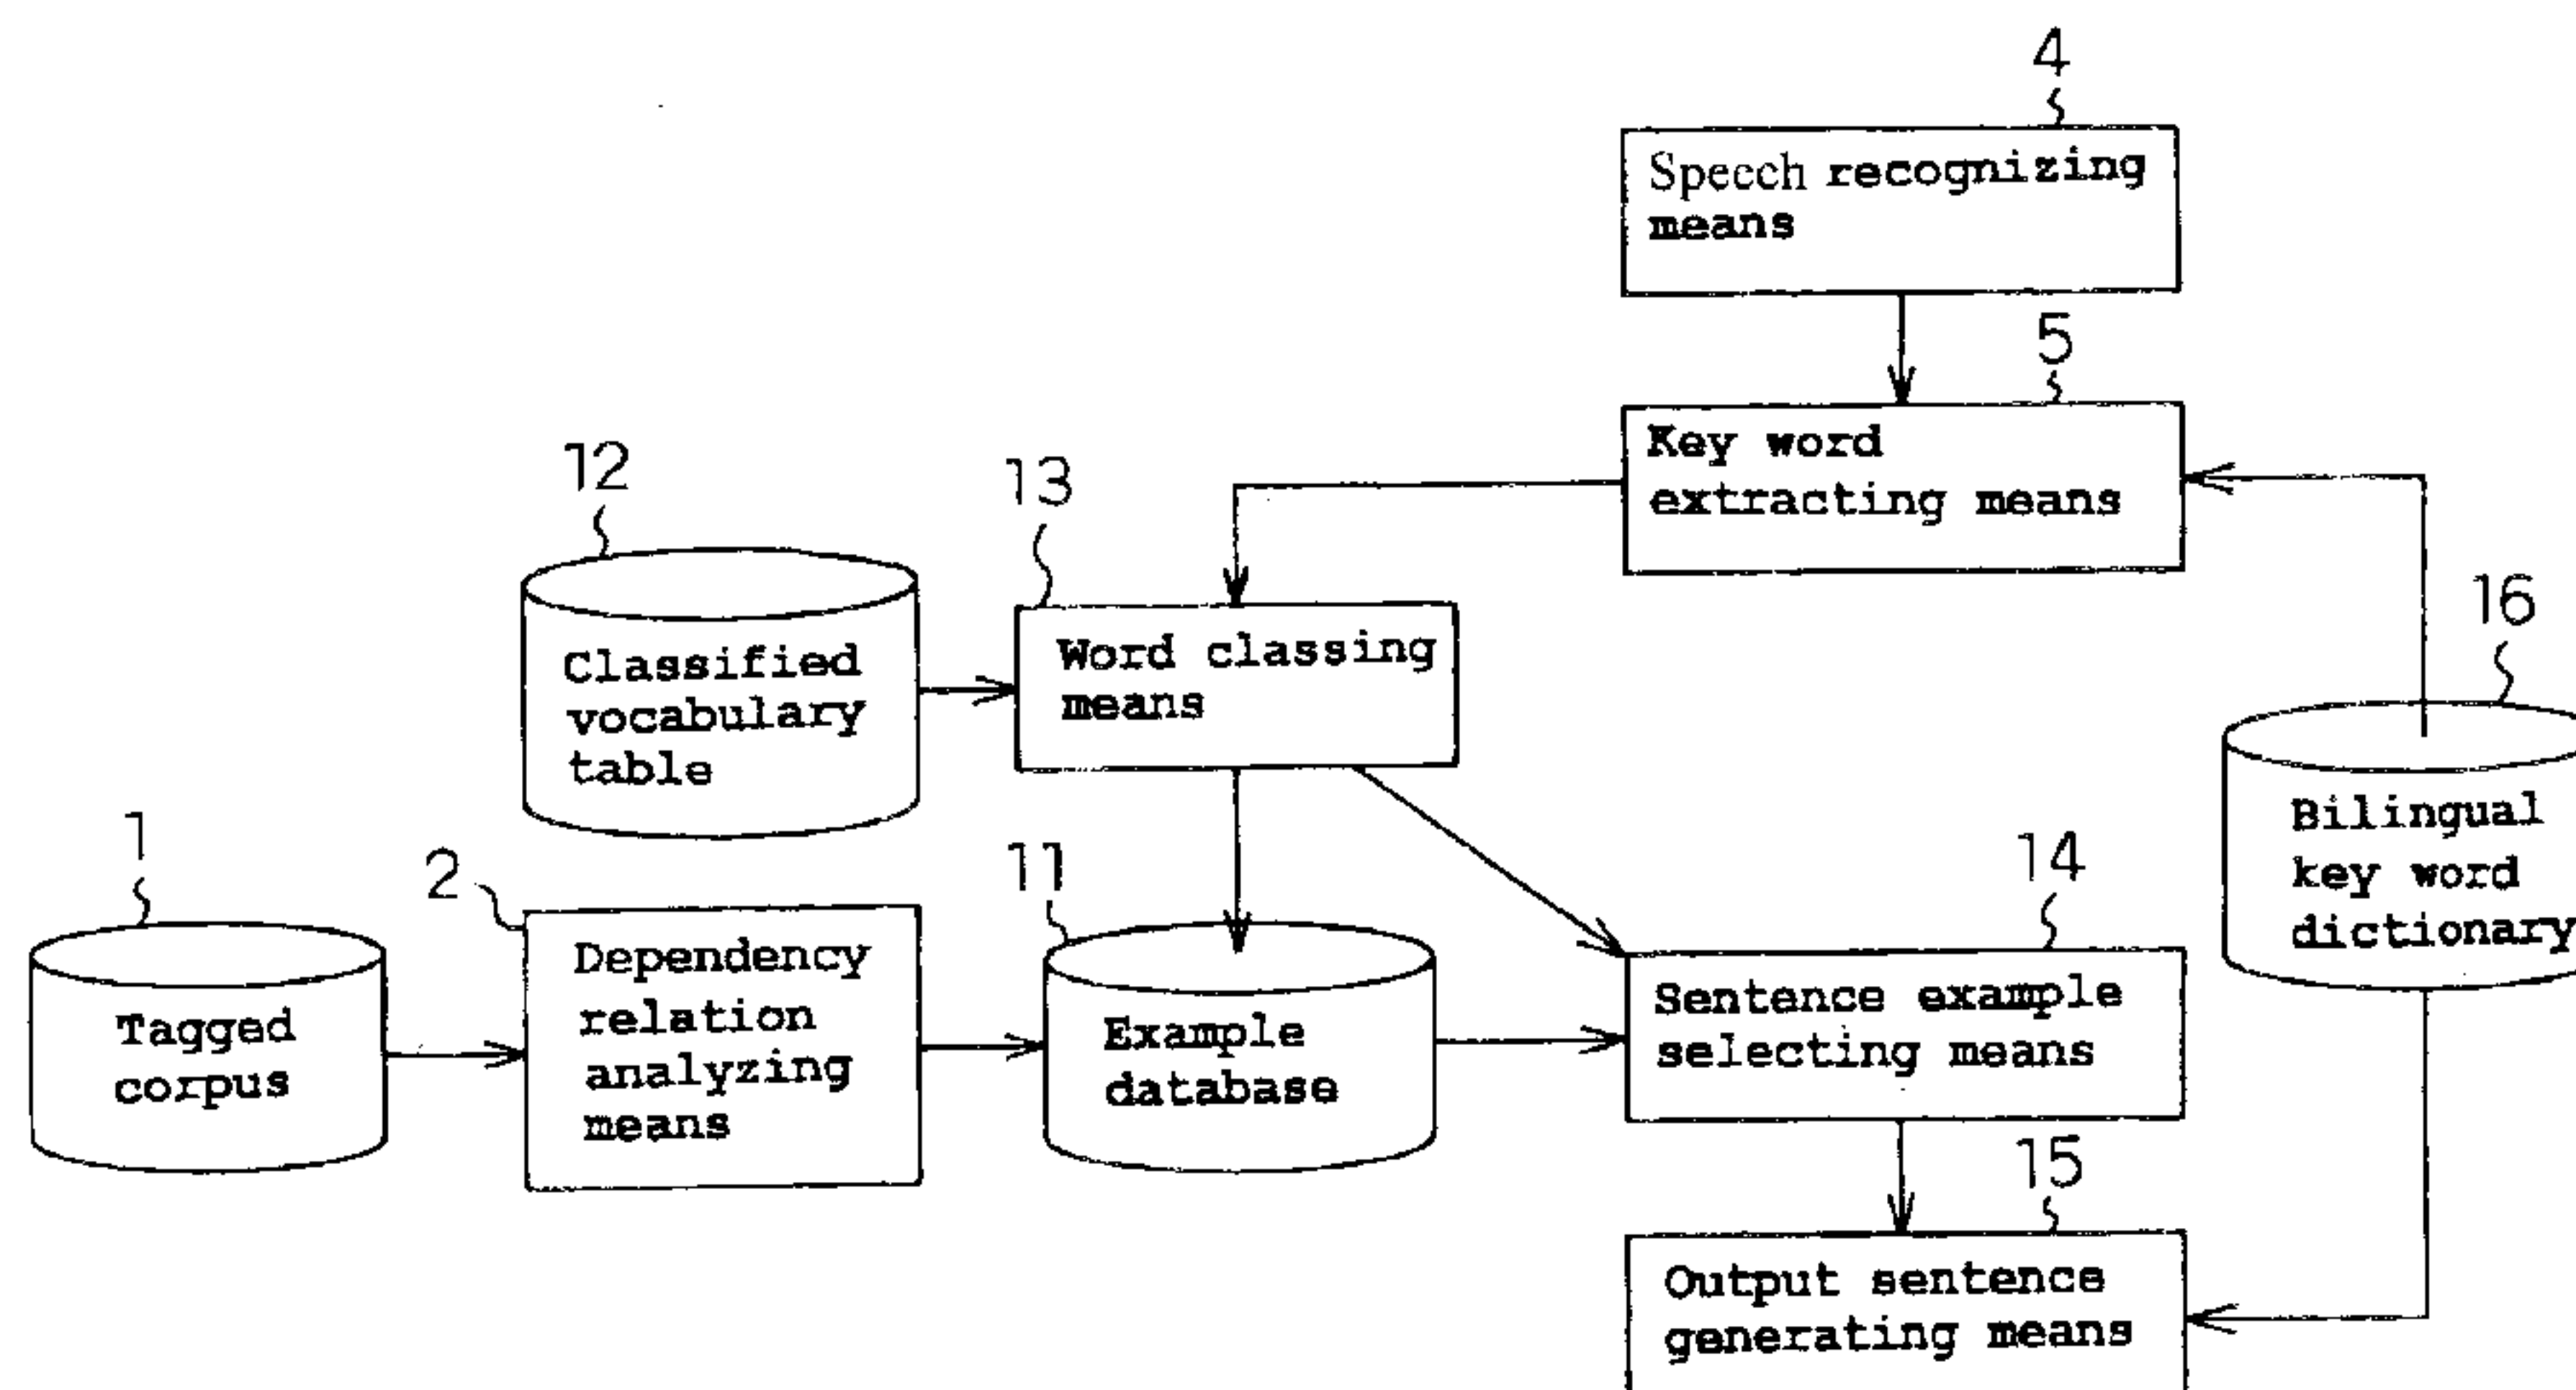 4
Speech recognizing
means
5
Key word
extracting means
12
Classified
vocabulary
table
13
Word classing
means
16
Bilingual
key word
dictionary
1
Tagged
corpus
2
Dependency
relation
analyzing
means
11
Example
database
14
Sentence example
selecting means
15
Output sentence
generating means